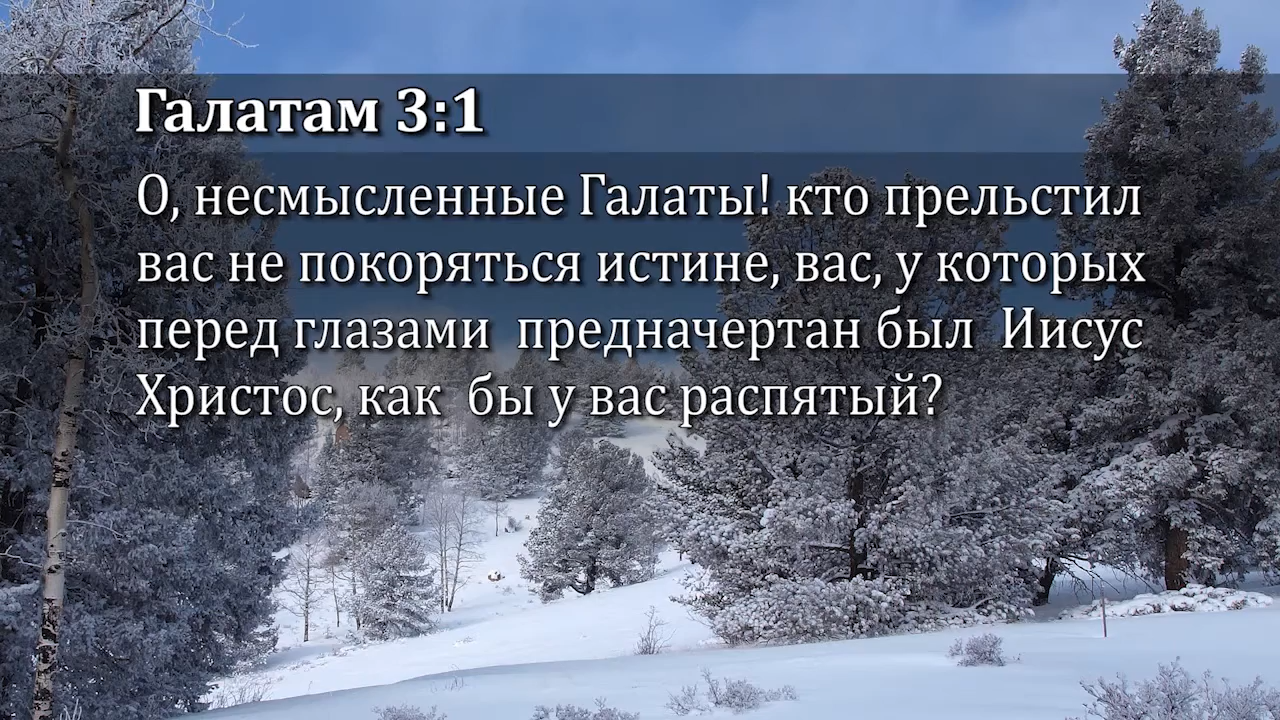 Галатам 3:1
О, несмысленные Галаты! кто прельстил
вас не покоряться истине, вас, у которых
перед глазами  предначертан был  Иисус
Христос, как  бы у вас распятый?